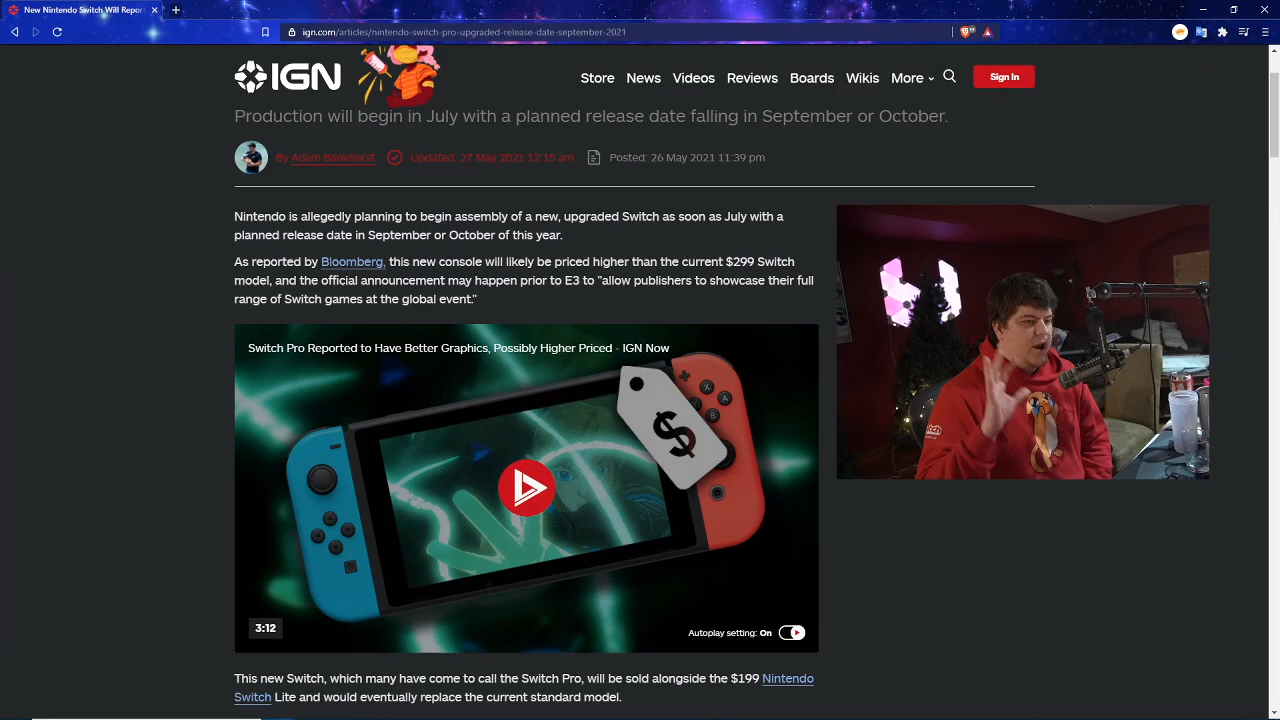 New Nintendo Switch Will Repor
ign.com/articles/nintendo-switch-pro-upgraded-release-date-september-2021
IGN
Store News Videos Reviews Boards Wikis More
Sign In
Production will begin in July with a planned release date falling in September or October.
By Adam Bankhurst Updated: 27 May 2021 12:15 am Posted: 26 May 2021 11:39 pm
Nintendo is allegedly planning to begin assembly of a new, upgraded Switch as soon as July with a
planned release date in September or October of this year.
As reported by Bloomberg, this new console will likely be priced higher than the current $299 Switch
model, and the official announcement may happen prior to E3 to "allow publishers to showcase their full
range of Switch games at the global event."
Switch Pro Reported to Have Better Graphics, Possibly Higher Priced - IGN Now
X
A
B
$
3:12
Autoplay setting: On
This new Switch, which many have come to call the Switch Pro, will be sold alongside the $199 Nintendo
Switch Lite and would eventually replace the current standard model.